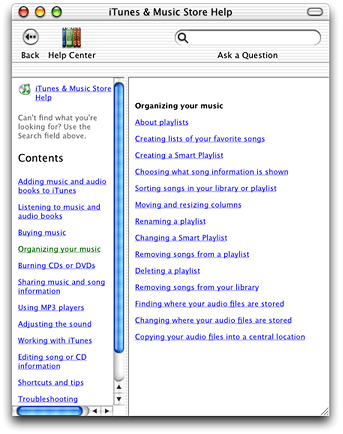 iTunes & Music Store Help
Back
Help Center
Ask a Question
iTunes & Music Store
Help
Can't find what you're
looking for? Use the
Search field above.
Contents
Adding music and audio
books to iTunes
Listening to music and
audio books
Buying music
Organizing your music
Burning CDs or DVDs
Sharing music and song
information
Using MP3 players
Adjusting the sound
Working with iTunes
Editing song or CD
information
Shortcuts and tips
Troubleshooting
Organizing your music
About playlists
Creating lists of your favorite songs
Creating a Smart Playlist
Choosing what song information is shown
Sorting songs in your library or playlist
Moving and resizing columns
Renaming a playlist
Changing a Smart Playlist
Removing songs from a playlist
Deleting a playlist
Removing songs from your library
Finding where your audio files are stored
Changing where your audio files are stored
Copying your audio files into a central location